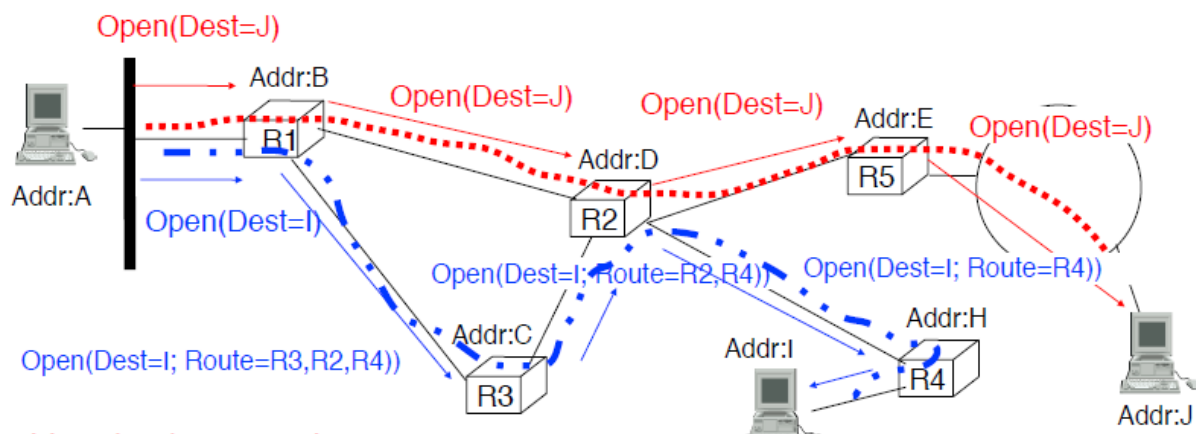 Open(Dest=J)
Addr:B
Open(Dest=J)
Open(Dest=J)
Addr:E
Open(Dest=J)
R1
Addr:D
R5
Addr:A
Open(Dest=I)
R2
Open(Dest=I; Route=R2,R4))
Open(Dest=I; Route=R4))
Addr:C
Addr:H
Open(Dest=I; Route=R3,R2,R4))
Addr:I
R3
R4
Addr:J